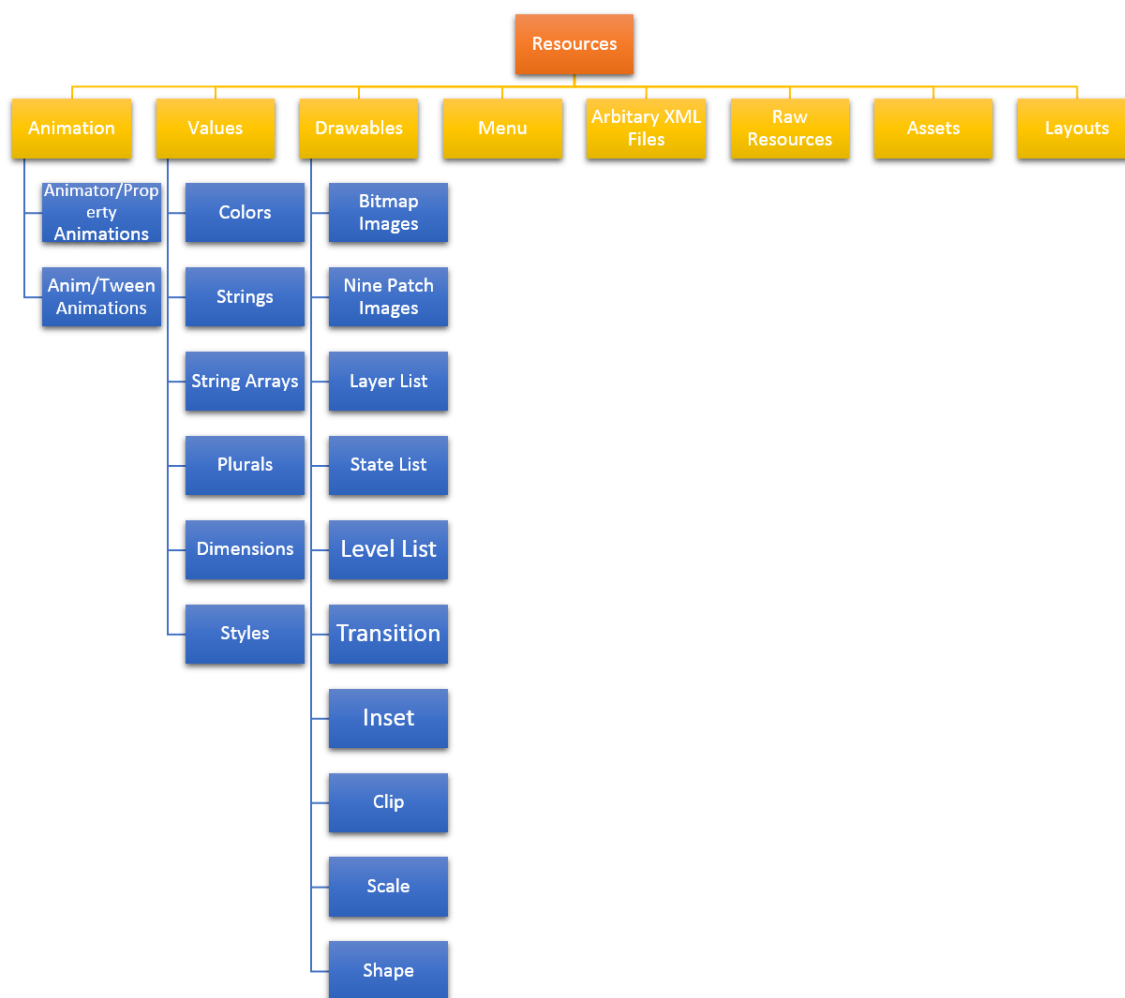 Resources
Animation
Values
Drawables
Menu
Arbitary XML
Files
Raw
Resources
Assets
Layouts
Animator/Prop
erty
Animations
Anim/Tween
Animations
Colors
Strings
String Arrays
Plurals
Dimensions
Styles
Bitmap
Images
Nine Patch
Images
Layer List
State List
Level List
Transition
Inset
Clip
Scale
Shape